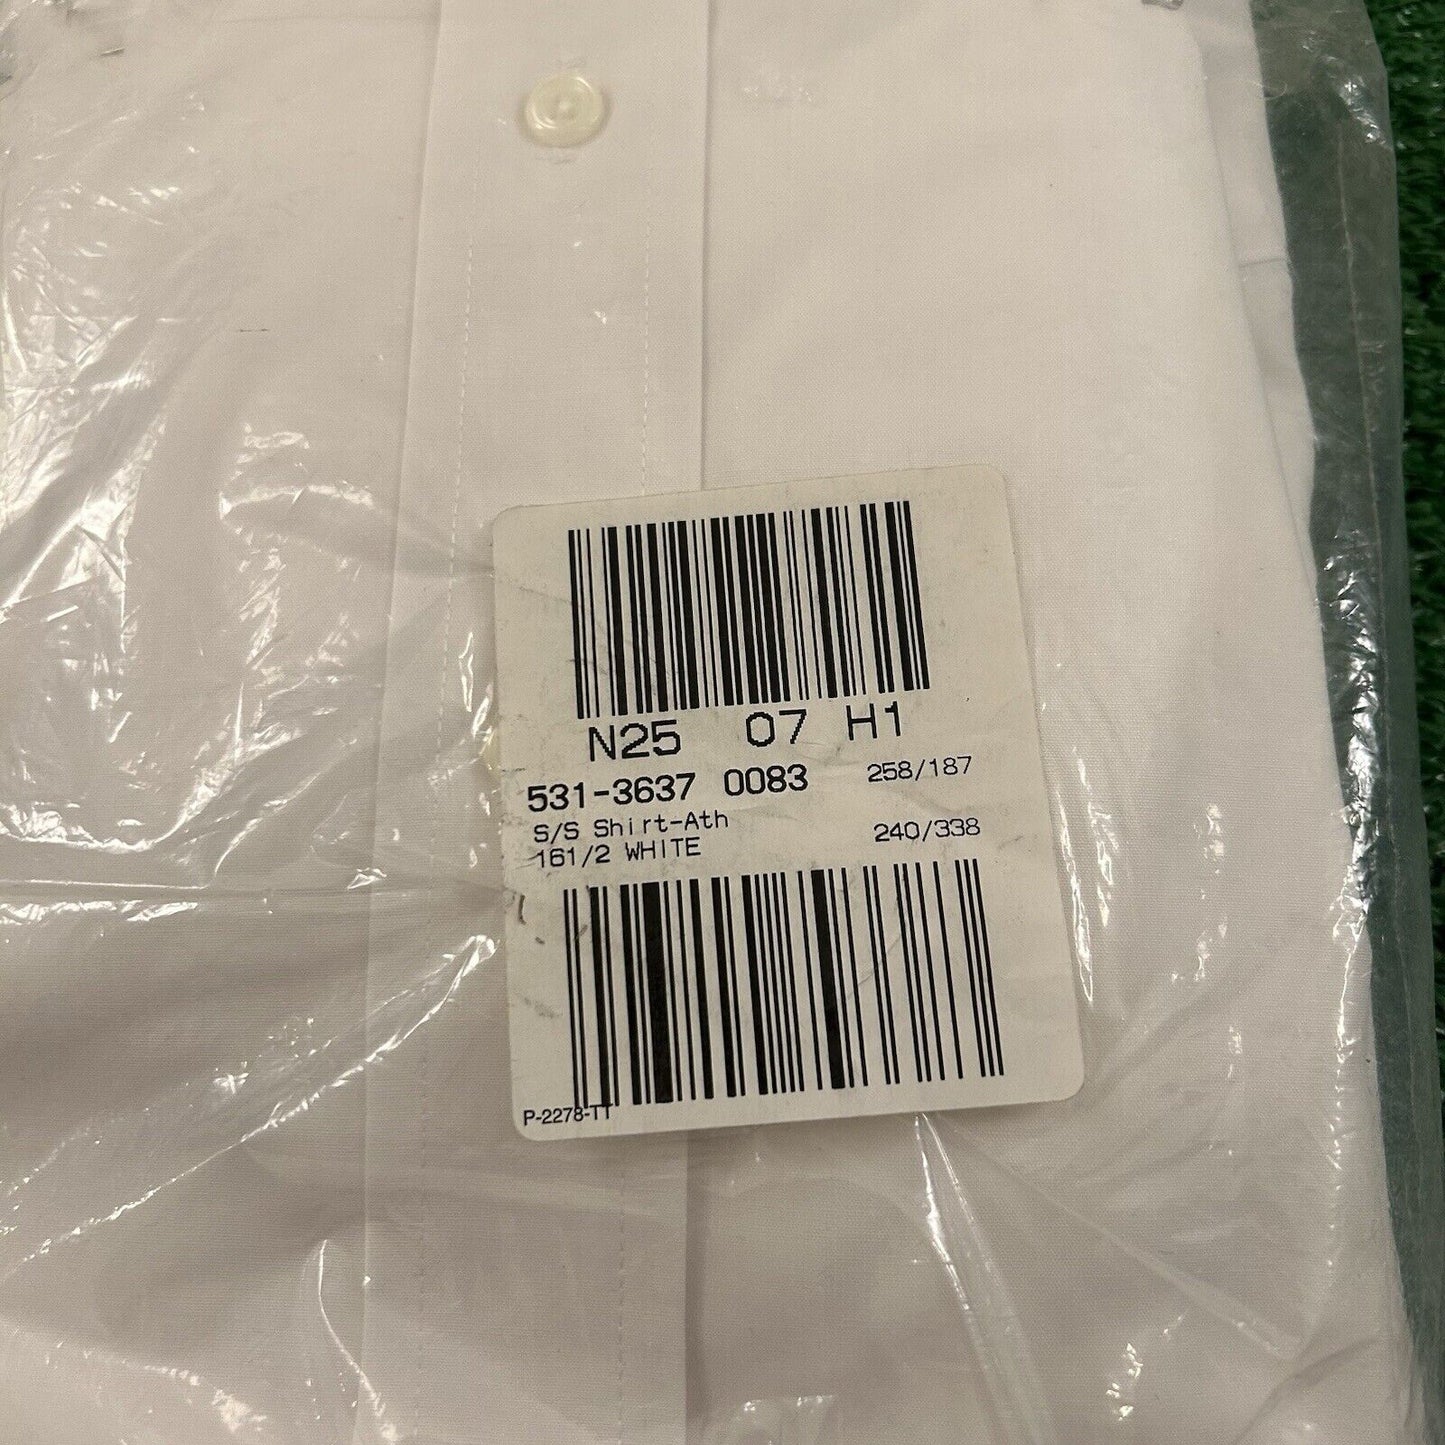 N25 07 H1
531-3637 0083 258/187
S/S Shirt-Ath
161/2 WHITE 240/338
P-2278-TT